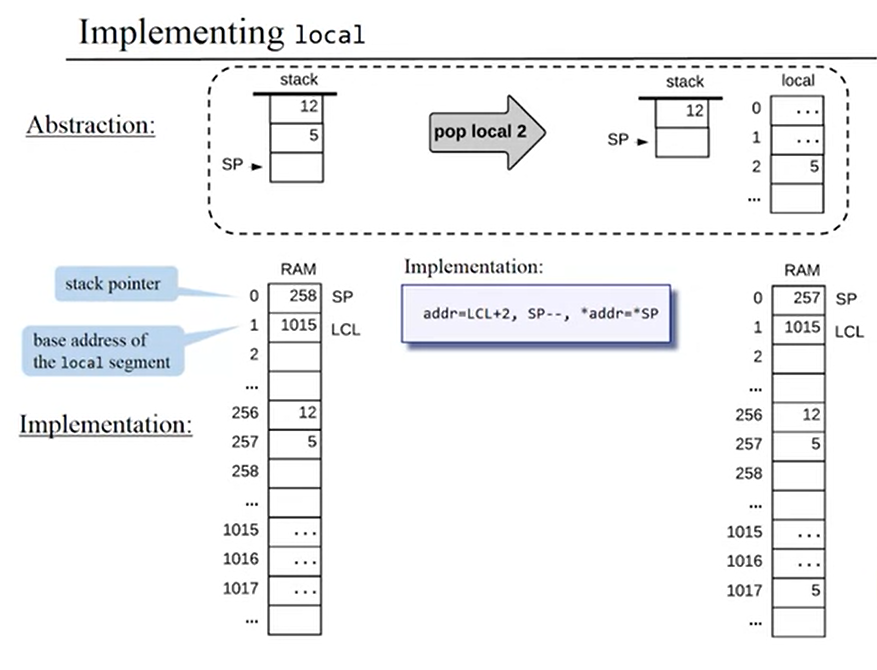 Implementing local
Abstraction:
stack
12
5
SP
pop local 2
stack
12
SP
local
0 ...
1 ...
2 5
...
stack pointer
base address of
the local segment
Implementation:
RAM
0 258 SP
1 1015 LCL
2
...
256 12
257 5
258
...
1015 ...
1016 ...
1017 ...
...
Implementation:
addr=LCL+2, SP--, *addr=*SP
RAM
0 257 SP
1 1015 LCL
2
...
256 12
257 5
258
...
1015 ...
1016 ...
1017 5
...